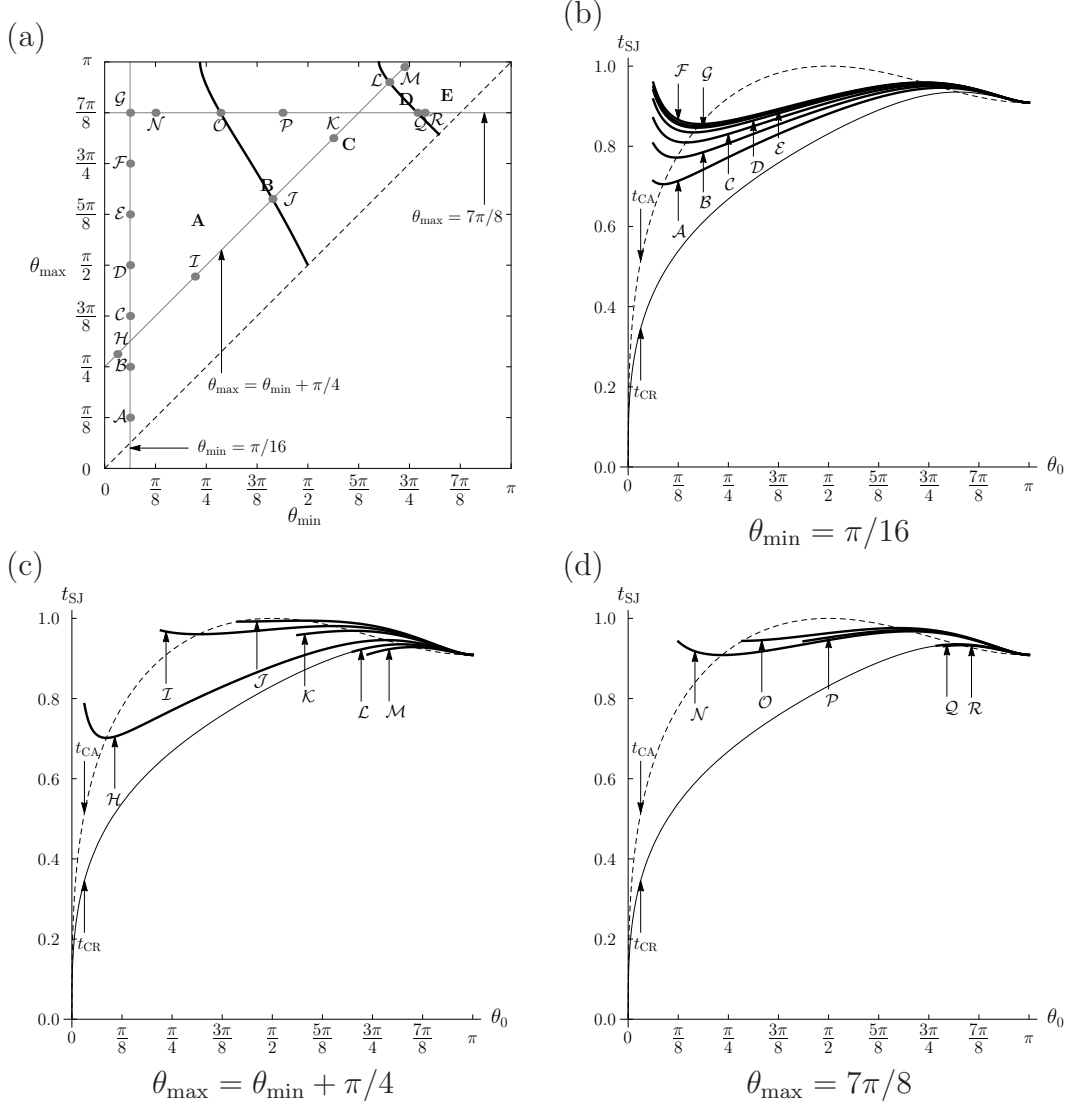 (a)
π
7π/8
3π/4
5π/8
θmax π/2
3π/8
π/4
π/8
0
0 π/8 π/4 3π/8 π/2 5π/8 3π/4 7π/8 π
θmin
𝒢 𝒩 𝒪 𝒫 𝒬 ℛ
ℱ
ℰ
𝒟
𝒞
ℋ
ℬ
𝒜
ℐ
𝒥
𝒦
ℒ ℳ
A
B
C
D
E
θmax = 7π/8
θmax = θmin + π/4
θmin = π/16
(b)
tSJ
1.0
0.8
0.6
0.4
0.2
0.0
ℱ 𝒢
𝒟 ℰ
𝒞
ℬ
𝒜
tCA
tCR
0 π/8 π/4 3π/8 π/2 5π/8 3π/4 7π/8 π
θ0
θmin = π/16
(c)
tSJ
1.0
0.8
0.6
0.4
0.2
0.0
ℐ 𝒥 𝒦 ℒ ℳ
tCA
ℋ
tCR
0 π/8 π/4 3π/8 π/2 5π/8 3π/4 7π/8 π
θ0
θmax = θmin + π/4
(d)
tSJ
1.0
0.8
0.6
0.4
0.2
0.0
𝒩 𝒪 𝒫 𝒬 ℛ
tCA
tCR
0 π/8 π/4 3π/8 π/2 5π/8 3π/4 7π/8 π
θ0
θmax = 7π/8